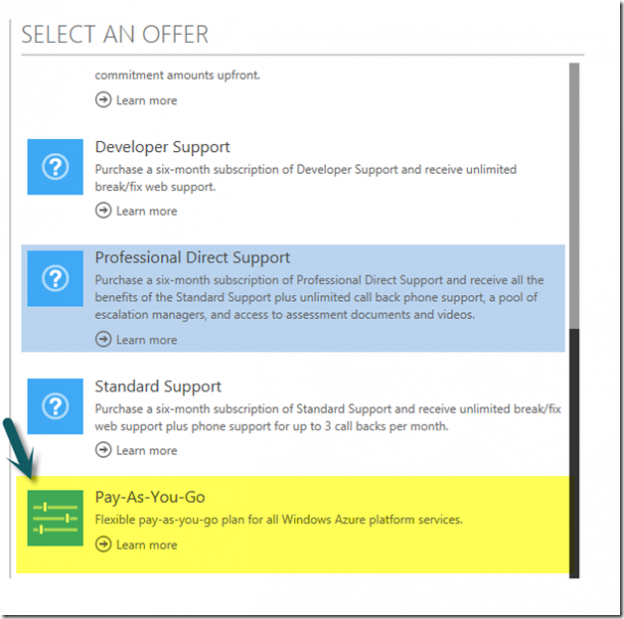 SELECT AN OFFER
commitment amounts upfront.
Learn more
Developer Support
Purchase a six-month subscription of Developer Support and receive unlimited
break/fix web support.
Learn more
Professional Direct Support
Purchase a six-month subscription of Professional Direct Support and receive all the
benefits of the Standard Support plus unlimited call back phone support, a pool of
escalation managers, and access to assessment documents and videos.
Learn more
Standard Support
Purchase a six-month subscription of Standard Support and receive unlimited break/fix
web support plus phone support for up to 3 call backs per month.
Learn more
Pay-As-You-Go
Flexible pay-as-you-go plan for all Windows Azure platform services.
Learn more